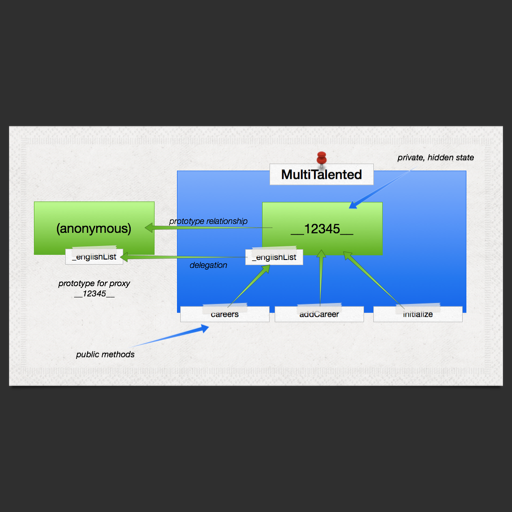 private, hidden state
MultiTalented
prototype relationship
(anonymous)
__12345__
_englishList
_englishList
delegation
prototype for proxy
__12345__
careers
addCareer
initialize
public methods